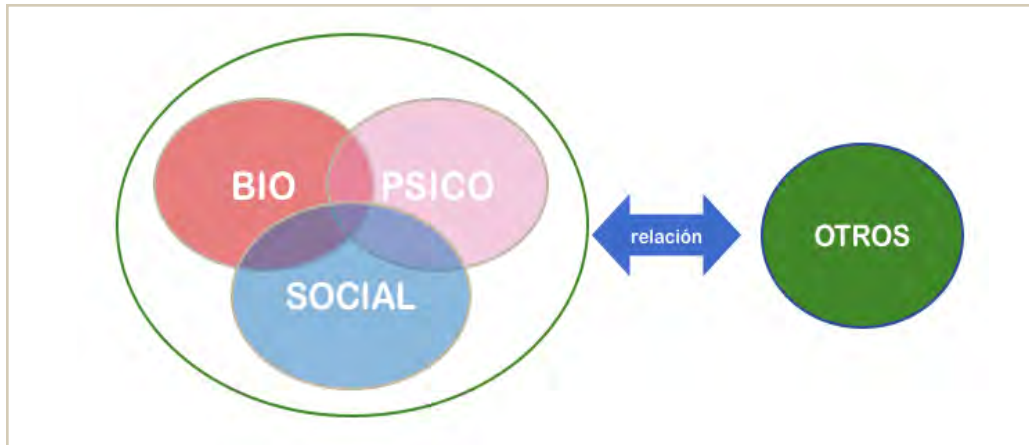 BIO
PSICO
SOCIAL
relación
OTROS